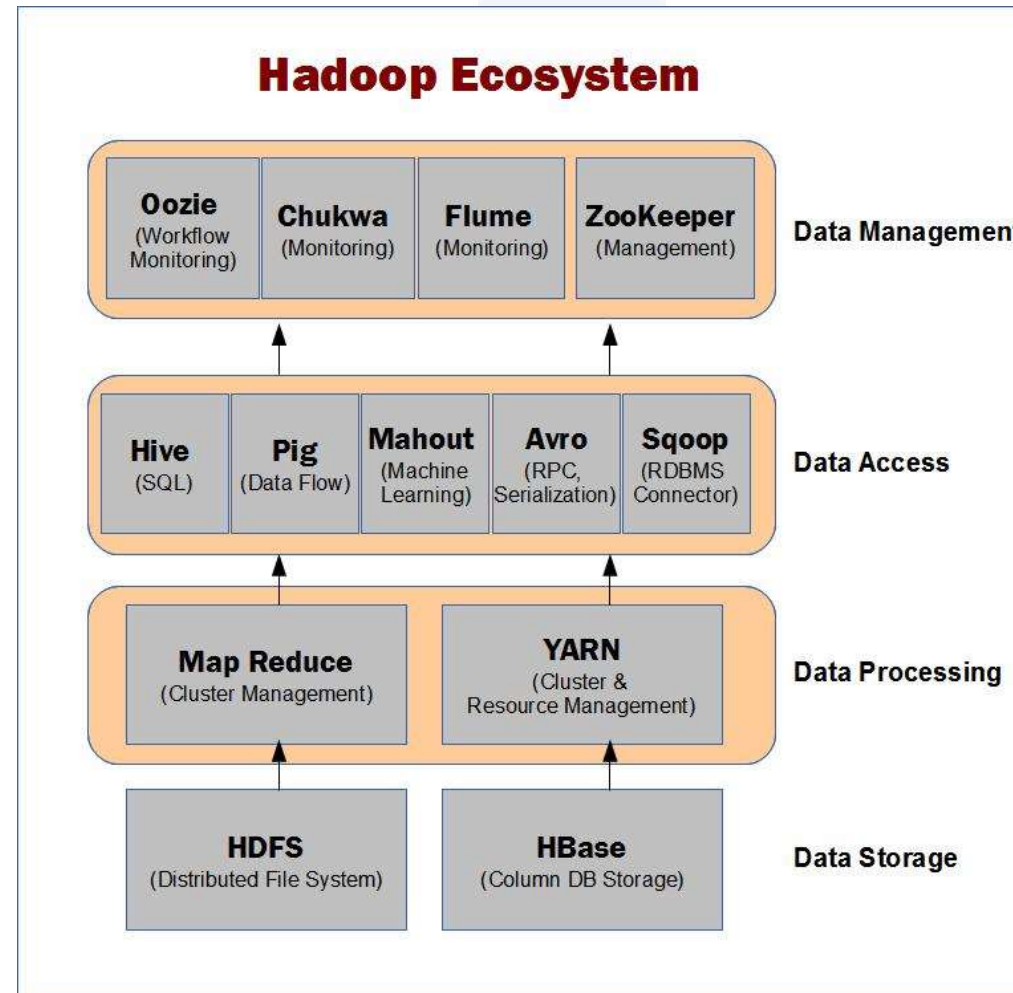 Hadoop Ecosystem
Oozie
(Workflow
Monitoring)
Chukwa
(Monitoring)
Flume
(Monitoring)
ZooKeeper
(Management)
Data Management
Hive
(SQL)
Pig
(Data Flow)
Mahout
(Machine
Learning)
Avro
(RPC,
Serialization)
Sqoop
(RDBMS
Connector)
Data Access
Map Reduce
(Cluster Management)
YARN
(Cluster &
Resource Management)
Data Processing
HDFS
(Distributed File System)
HBase
(Column DB Storage)
Data Storage